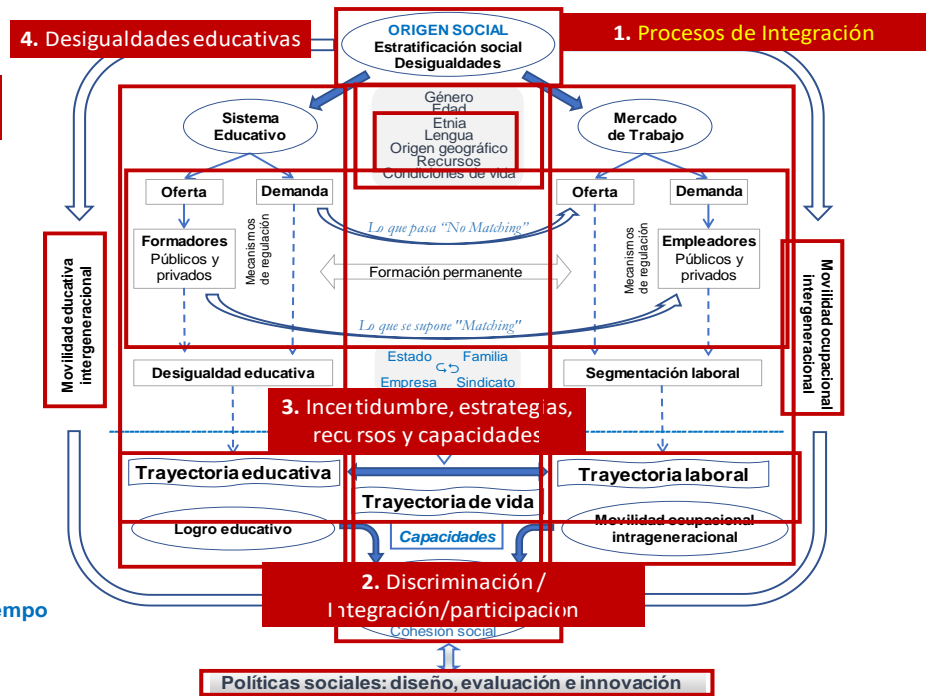 4. Desigualdades educativas
ORIGEN SOCIAL
Estratificación social
Desigualdades
1. Procesos de Integración
Género
Edad
Etnia
Lengua
Origen geográfico
Recursos
Condiciones de vida
Sistema
Educativo
Mercado
de Trabajo
Oferta
Demanda
Oferta
Demanda
Lo que pasa “No Matching”
Formadores
Públicos y
privados
Mecanismos
de regulación
Formación permanente
Mecanismos
de regulación
Empleadores
Públicos y
privados
Movilidad educativa
intergeneracional
Movilidad ocupacional
intergeneracional
Lo que se supone "Matching"
Estado
Familia
Empresa
Sindicato
Desigualdad educativa
Segmentación laboral
3. Incertidumbre, estrategias,
recursos y capacidades
Trayectoria educativa
Trayectoria laboral
Trayectoria de vida
Logro educativo
Movilidad ocupacional
intrageneracional
Capacidades
2. Discriminación/
Integración/participacion
empo
Cohesión social
Políticas sociales: diseño, evaluación e innovación